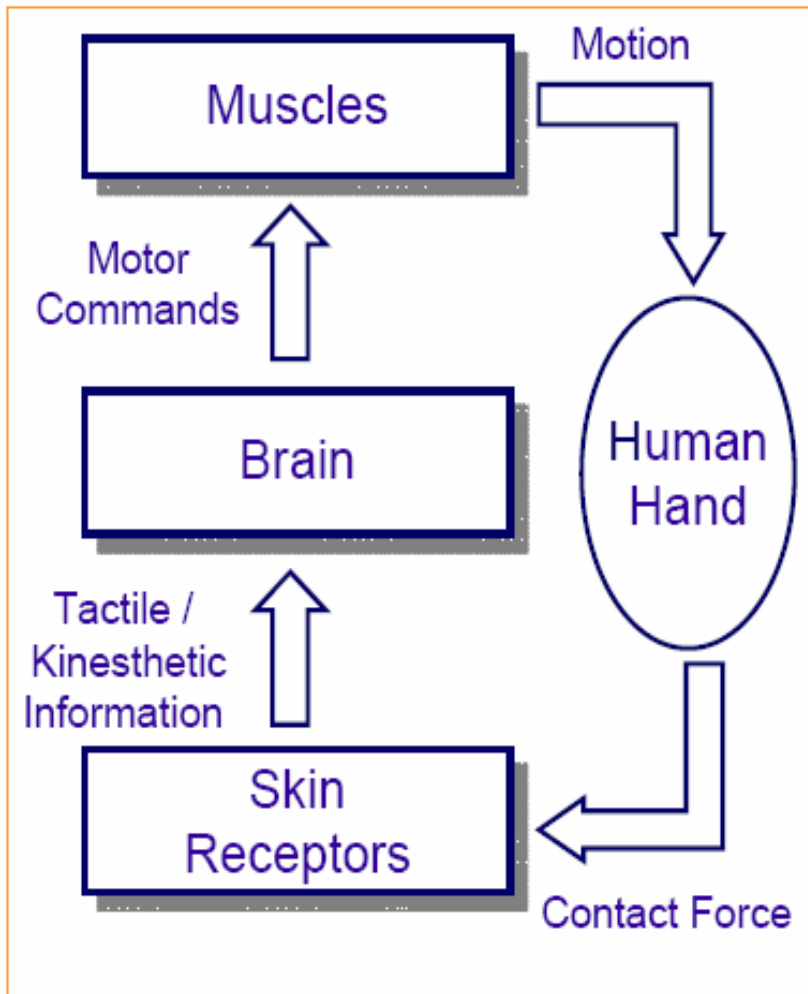 Motion
Muscles
Motor
Commands
Brain
Human
Hand
Tactile /
Kinesthetic
Information
Skin
Receptors
Contact Force